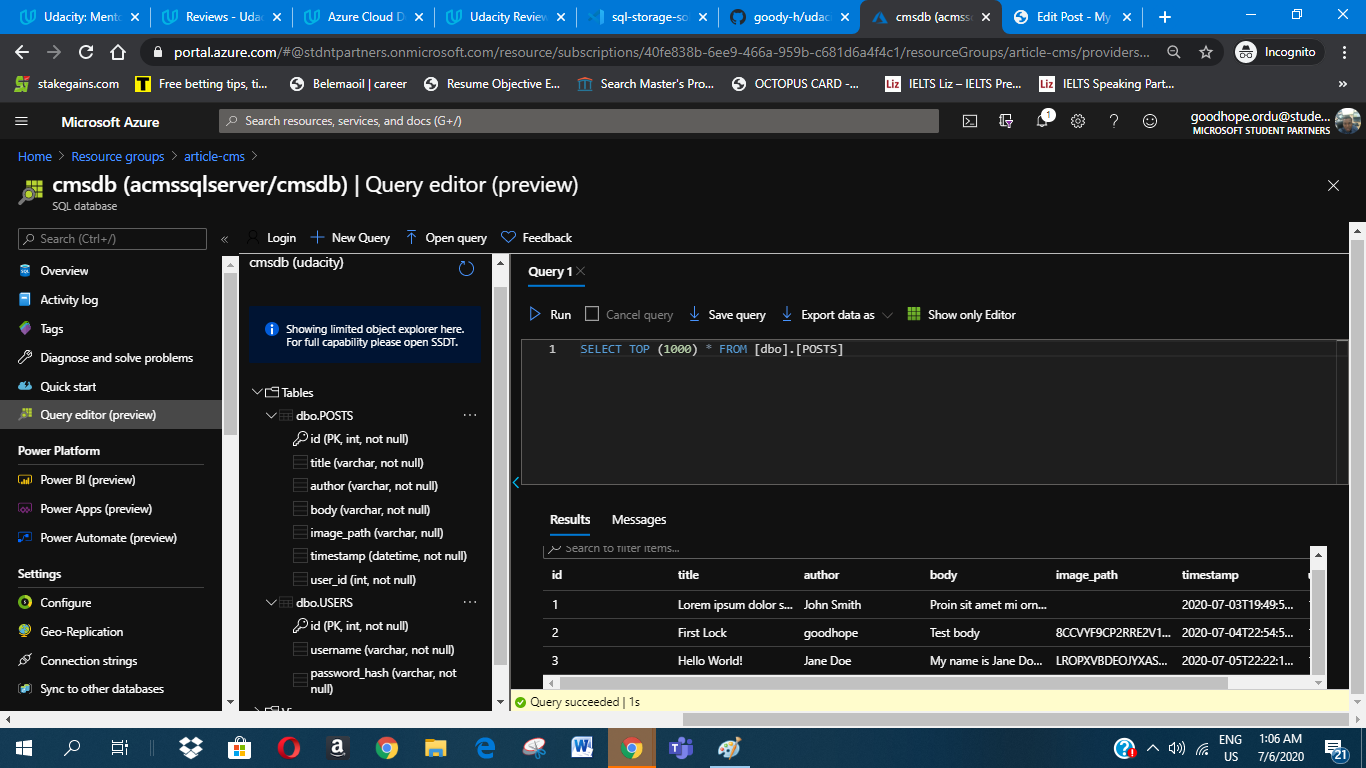 Udacity: Mento
Reviews - Udac
Azure Cloud D
Udacity Review
sql-storage-so
goody-h/udaci
cmsdb (acmss
Edit Post - My
portal.azure.com/#@stdntpartners.onmicrosoft.com/resource/subscriptions/40fe838b-6ee9-466a-959b-c681d6a4f4c1/resourceGroups/article-cms/providers...
Incognito
stakegains.com
Free betting tips, ti...
Belemaoil | career
Resume Objective E...
Search Master's Pro...
OCTOPUS CARD -...
Liz IELTS Liz – IELTS Pre...
Liz IELTS Speaking Part...
»
Microsoft Azure
Search resources, services, and docs (G+/)
1
goodhope.ordu@stude...
MICROSOFT STUDENT PARTNERS
Home > Resource groups > article-cms >
cmsdb (acmssqlserver/cmsdb) | Query editor (preview)
SQL database
Search (Ctrl+/)
«
Login
New Query
Open query
Feedback
Overview
Activity log
Tags
Diagnose and solve problems
Quick start
Query editor (preview)
Power Platform
Power BI (preview)
Power Apps (preview)
Power Automate (preview)
Settings
Configure
Geo-Replication
Connection strings
Sync to other databases
cmsdb (udacity)
Showing limited object explorer here.
For full capability please open SSDT.
Tables
dbo.POSTS ...
id (PK, int, not null)
title (varchar, not null)
author (varchar, not null)
body (varchar, not null)
image_path (varchar, null)
timestamp (datetime, not null)
user_id (int, not null)
dbo.USERS ...
id (PK, int, not null)
username (varchar, not null)
password_hash (varchar, not
null)
Query 1
Run
Cancel query
Save query
Export data as
Show only Editor
1 SELECT TOP (1000) * FROM [dbo].[POSTS]
Results
Messages
Search to filter items...
id title author body image_path timestamp
1 Lorem ipsum dolor s... John Smith Proin sit amet mi orn... 2020-07-03T19:49:5...
2 First Lock goodhope Test body 8CCVYF9CP2RRE2V1... 2020-07-04T22:54:5...
3 Hello World! Jane Doe My name is Jane Do... LROPXVBDEOJYXAS... 2020-07-05T22:22:1...
Query succeeded | 1s
ENG
US
1:06 AM
7/6/2020
21